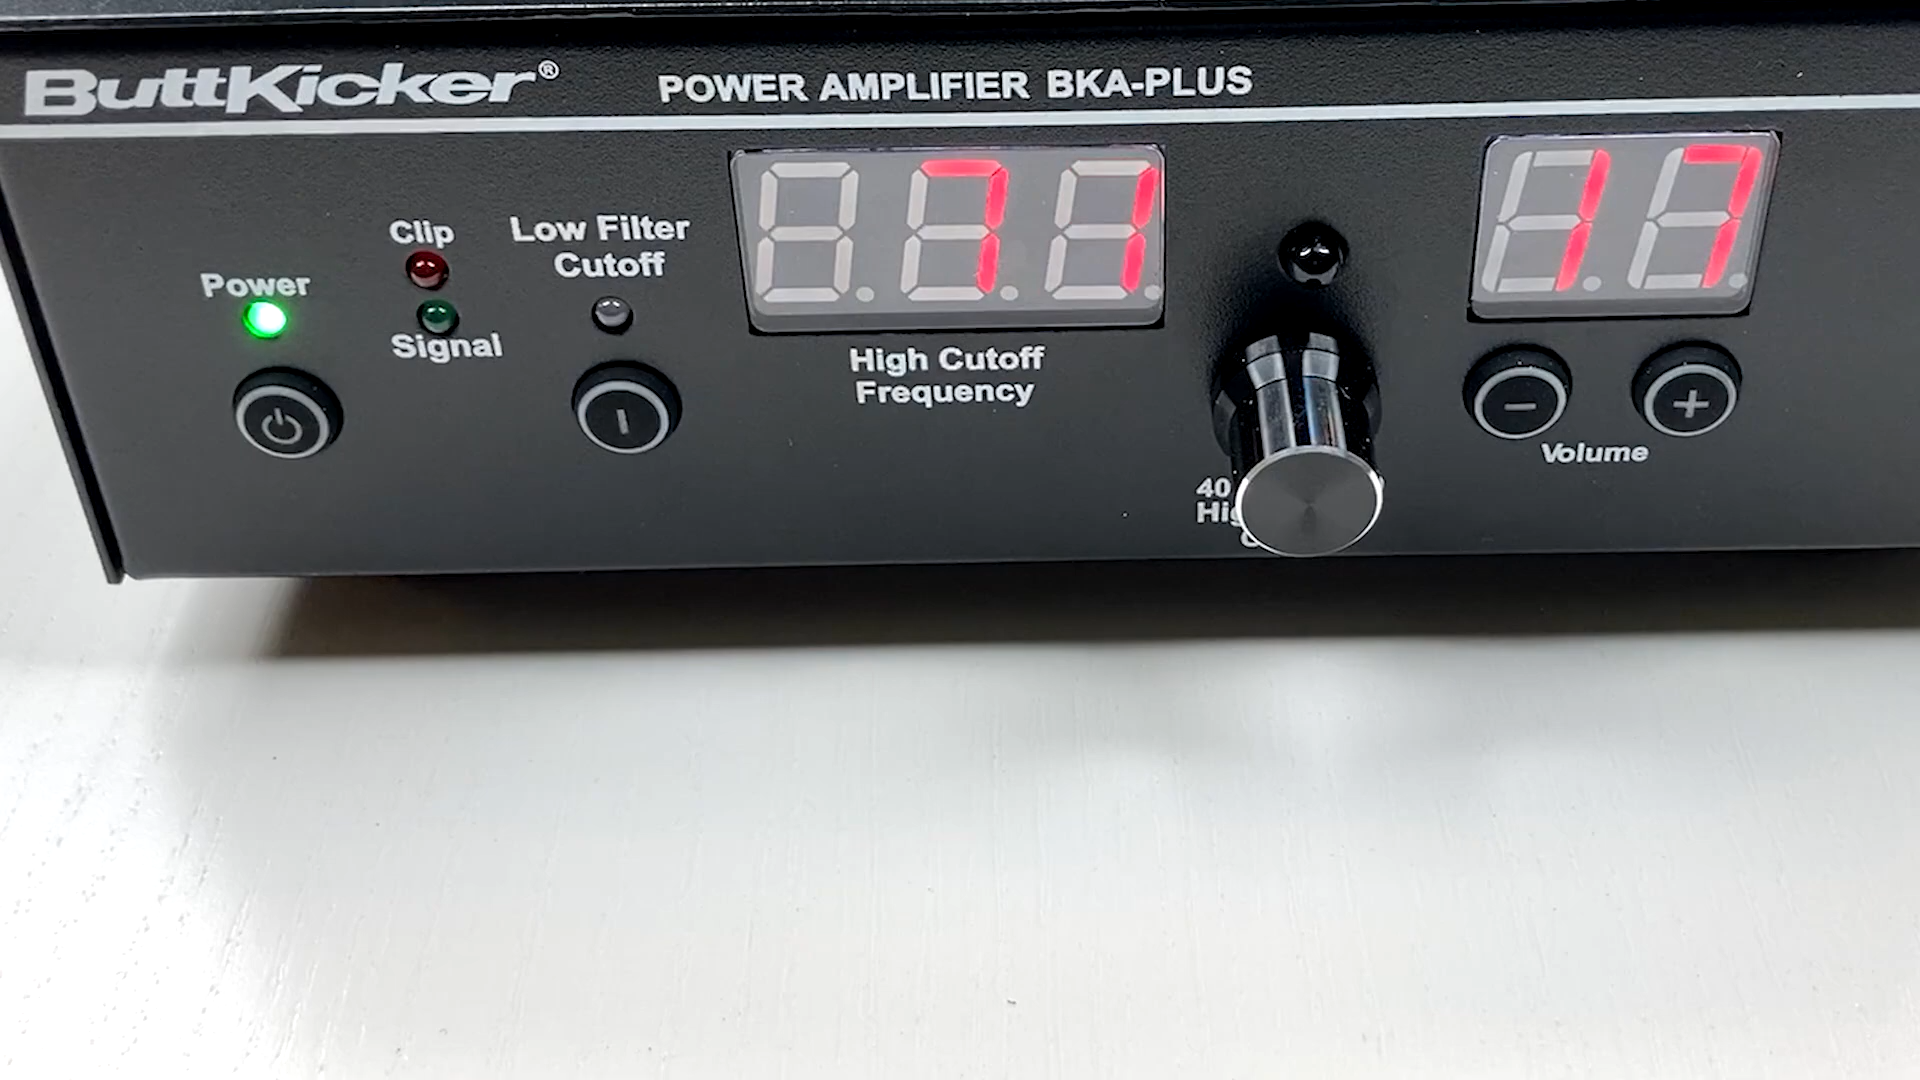 ButtKicker®
POWER AMPLIFIER BKA-PLUS
Power
Clip
Signal
Low Filter
Cutoff
71
High Cutoff
Frequency
40
17
Volume